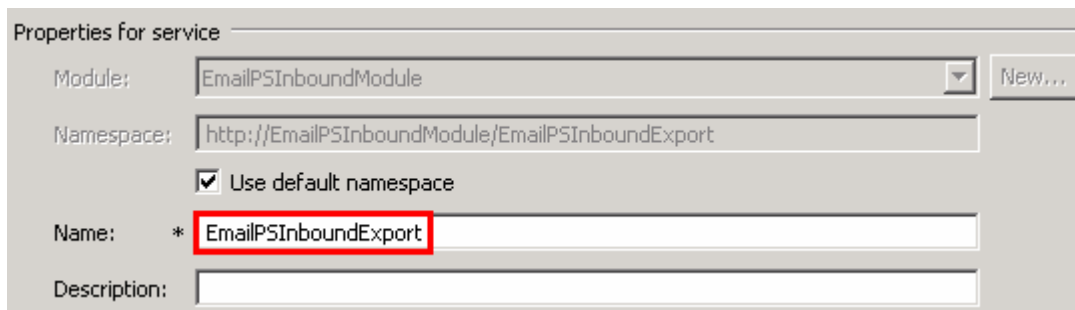 Properties for service
Module: EmailPSInboundModule New...
Namespace: http://EmailPSInboundModule/EmailPSInboundExport
Use default namespace
Name: * EmailPSInboundExport
Description: